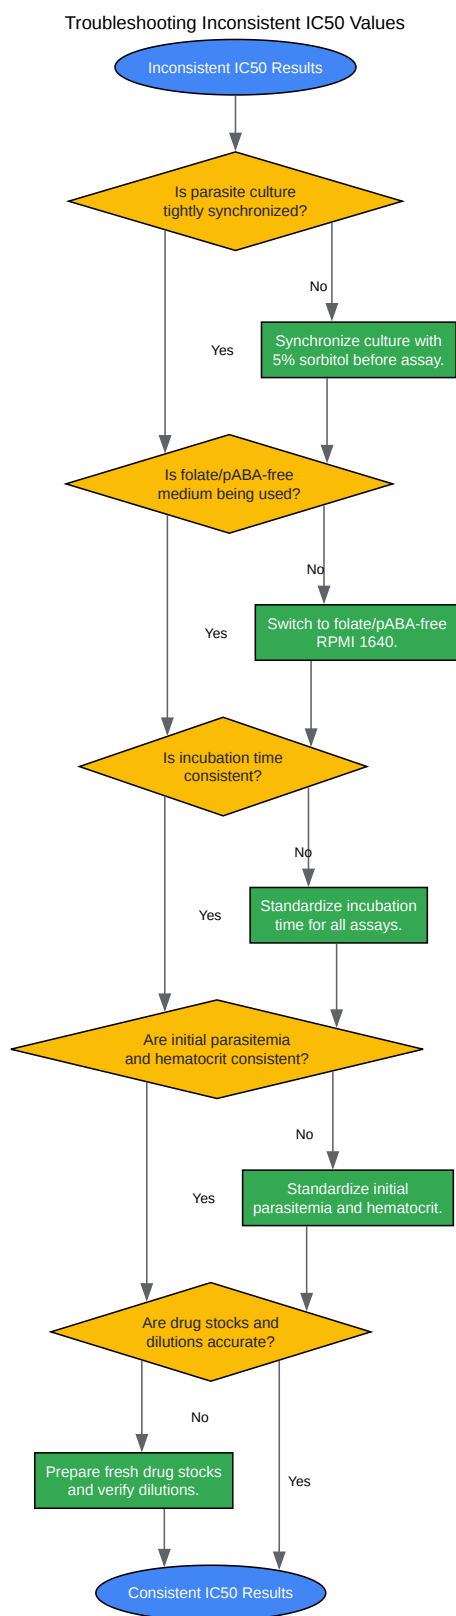 Troubleshooting Inconsistent IC50 Values
Inconsistent IC50 Results
Is parasite culture
tightly synchronized?
No
Yes
Synchronize culture with
5% sorbitol before assay.
Is folate/pABA-free
medium being used?
No
Yes
Switch to folate/pABA-free
RPMI 1640.
Is incubation time
consistent?
No
Yes
Standardize incubation
time for all assays.
Are initial parasitemia
and hematocrit consistent?
No
Yes
Standardize initial
parasitemia and hematocrit.
Are drug stocks and
dilutions accurate?
No
Prepare fresh drug stocks
and verify dilutions.
Yes
Consistent IC50 Results